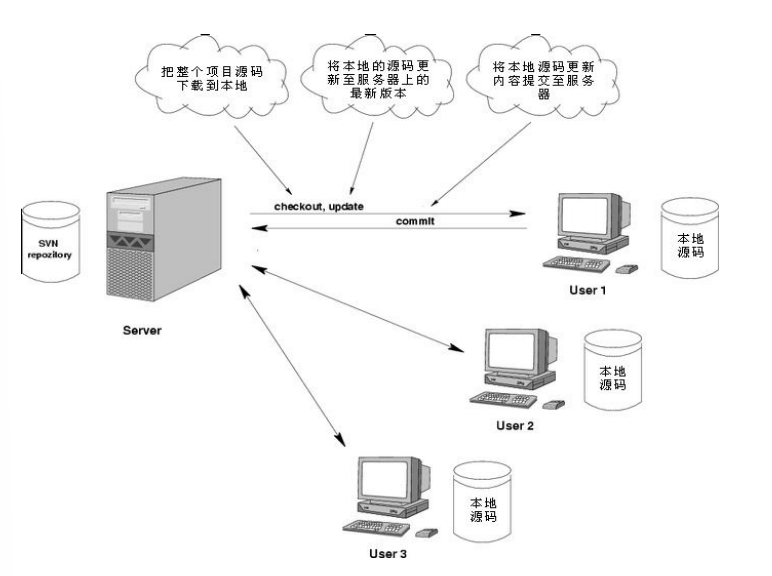 把整个项目源码
下载到本地
将本地的源码更
新至服务器上的
最新版本
将本地源码更新
内容提交至服务
器
checkout, update
commit
SVN
repozitory
Server
本地
源码
User 1
本地
源码
User 2
本地
源码
User 3